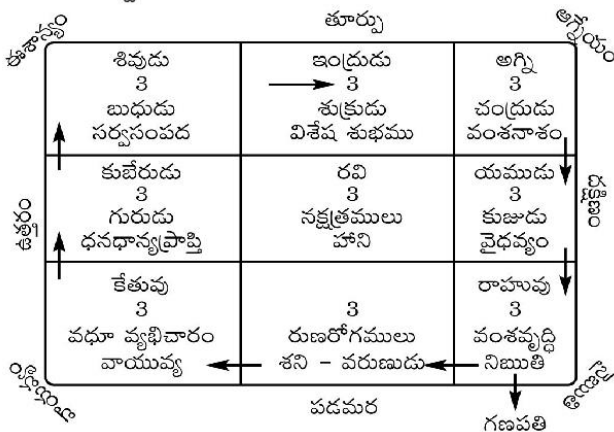 తూర్పు
ఈశాన్యం
ఆగ్నేయం
శివుడు
3
బుధుడు
సర్వసంపద
ఇంద్రుడు
3
శుక్రుడు
విశేష శుభము
అగ్ని
3
చంద్రుడు
వంశనాశం
ఉత్తరం
కుబేరుడు
3
గురుడు
ధనధాన్యప్రాప్తి
రవి
3
నక్షత్రములు
హాని
యముడు
3
కుజుడు
వైధవ్యం
దక్షిణం
కేతువు
3
వధూ వ్యభిచారం
వాయువ్య
3
రుణరోగములు
శని - వరుణుడు
రాహువు
3
వంశవృద్ధి
నిఋతి
పడమర
గణపతి